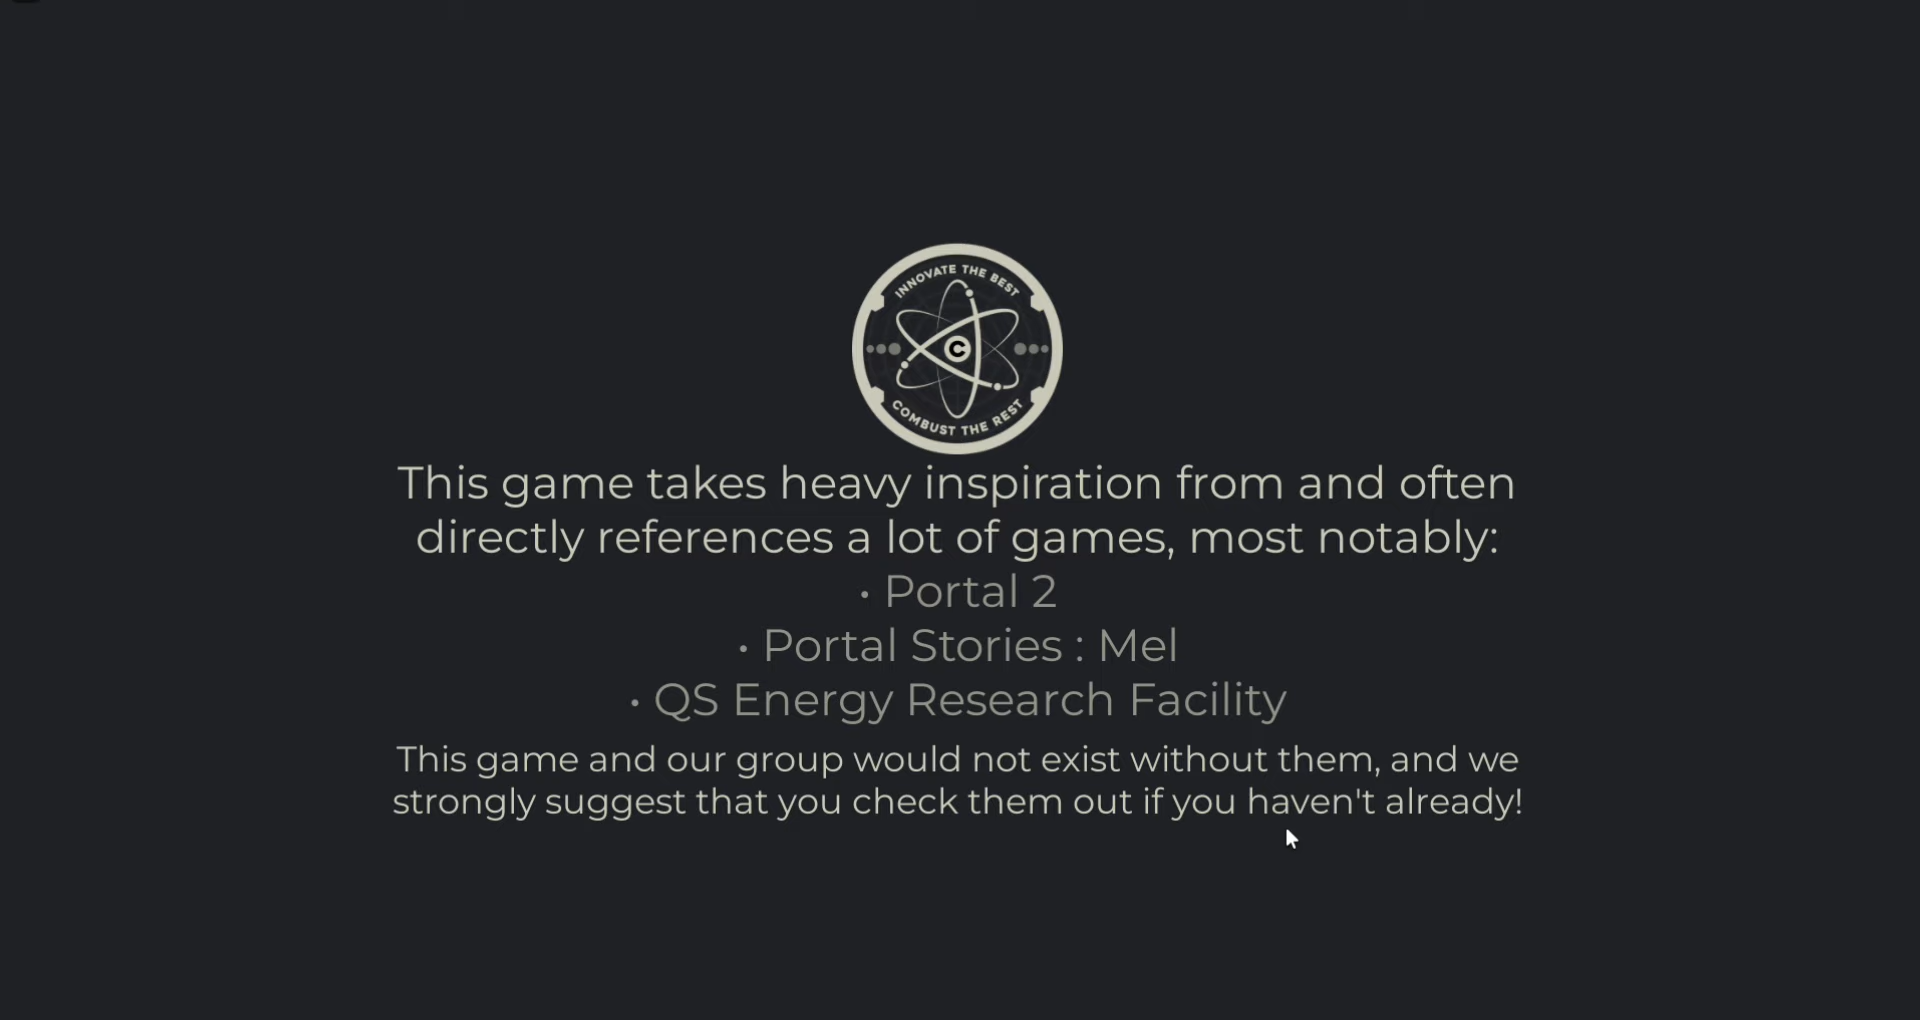 INNOVATE THE BEST
C
COMBUST THE REST
This game takes heavy inspiration from and often
directly references a lot of games, most notably:
• Portal 2
• Portal Stories : Mel
• QS Energy Research Facility
This game and our group would not exist without them, and we
strongly suggest that you check them out if you haven't already!